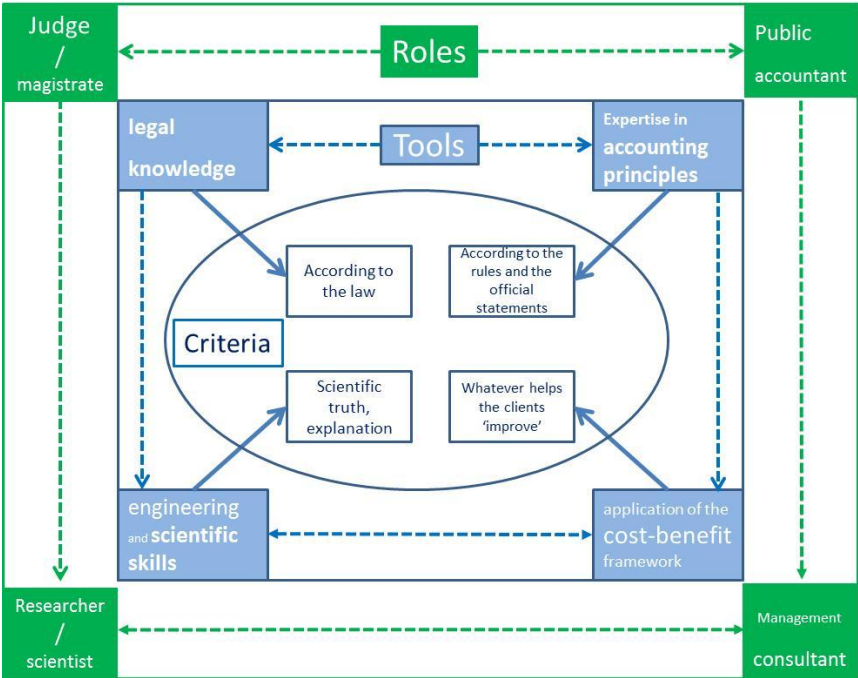 Judge
/
magistrate
Roles
Public
accountant
legal
knowledge
Tools
Expertise in
accounting
principles
According to
the law
According to the
rules and the
official
statements
Criteria
Scientific
truth,
explanation
Whatever helps
the clients
‘improve’
engineering
and scientific
skills
application of the
cost-benefit
framework
Researcher
/
scientist
Management
consultant